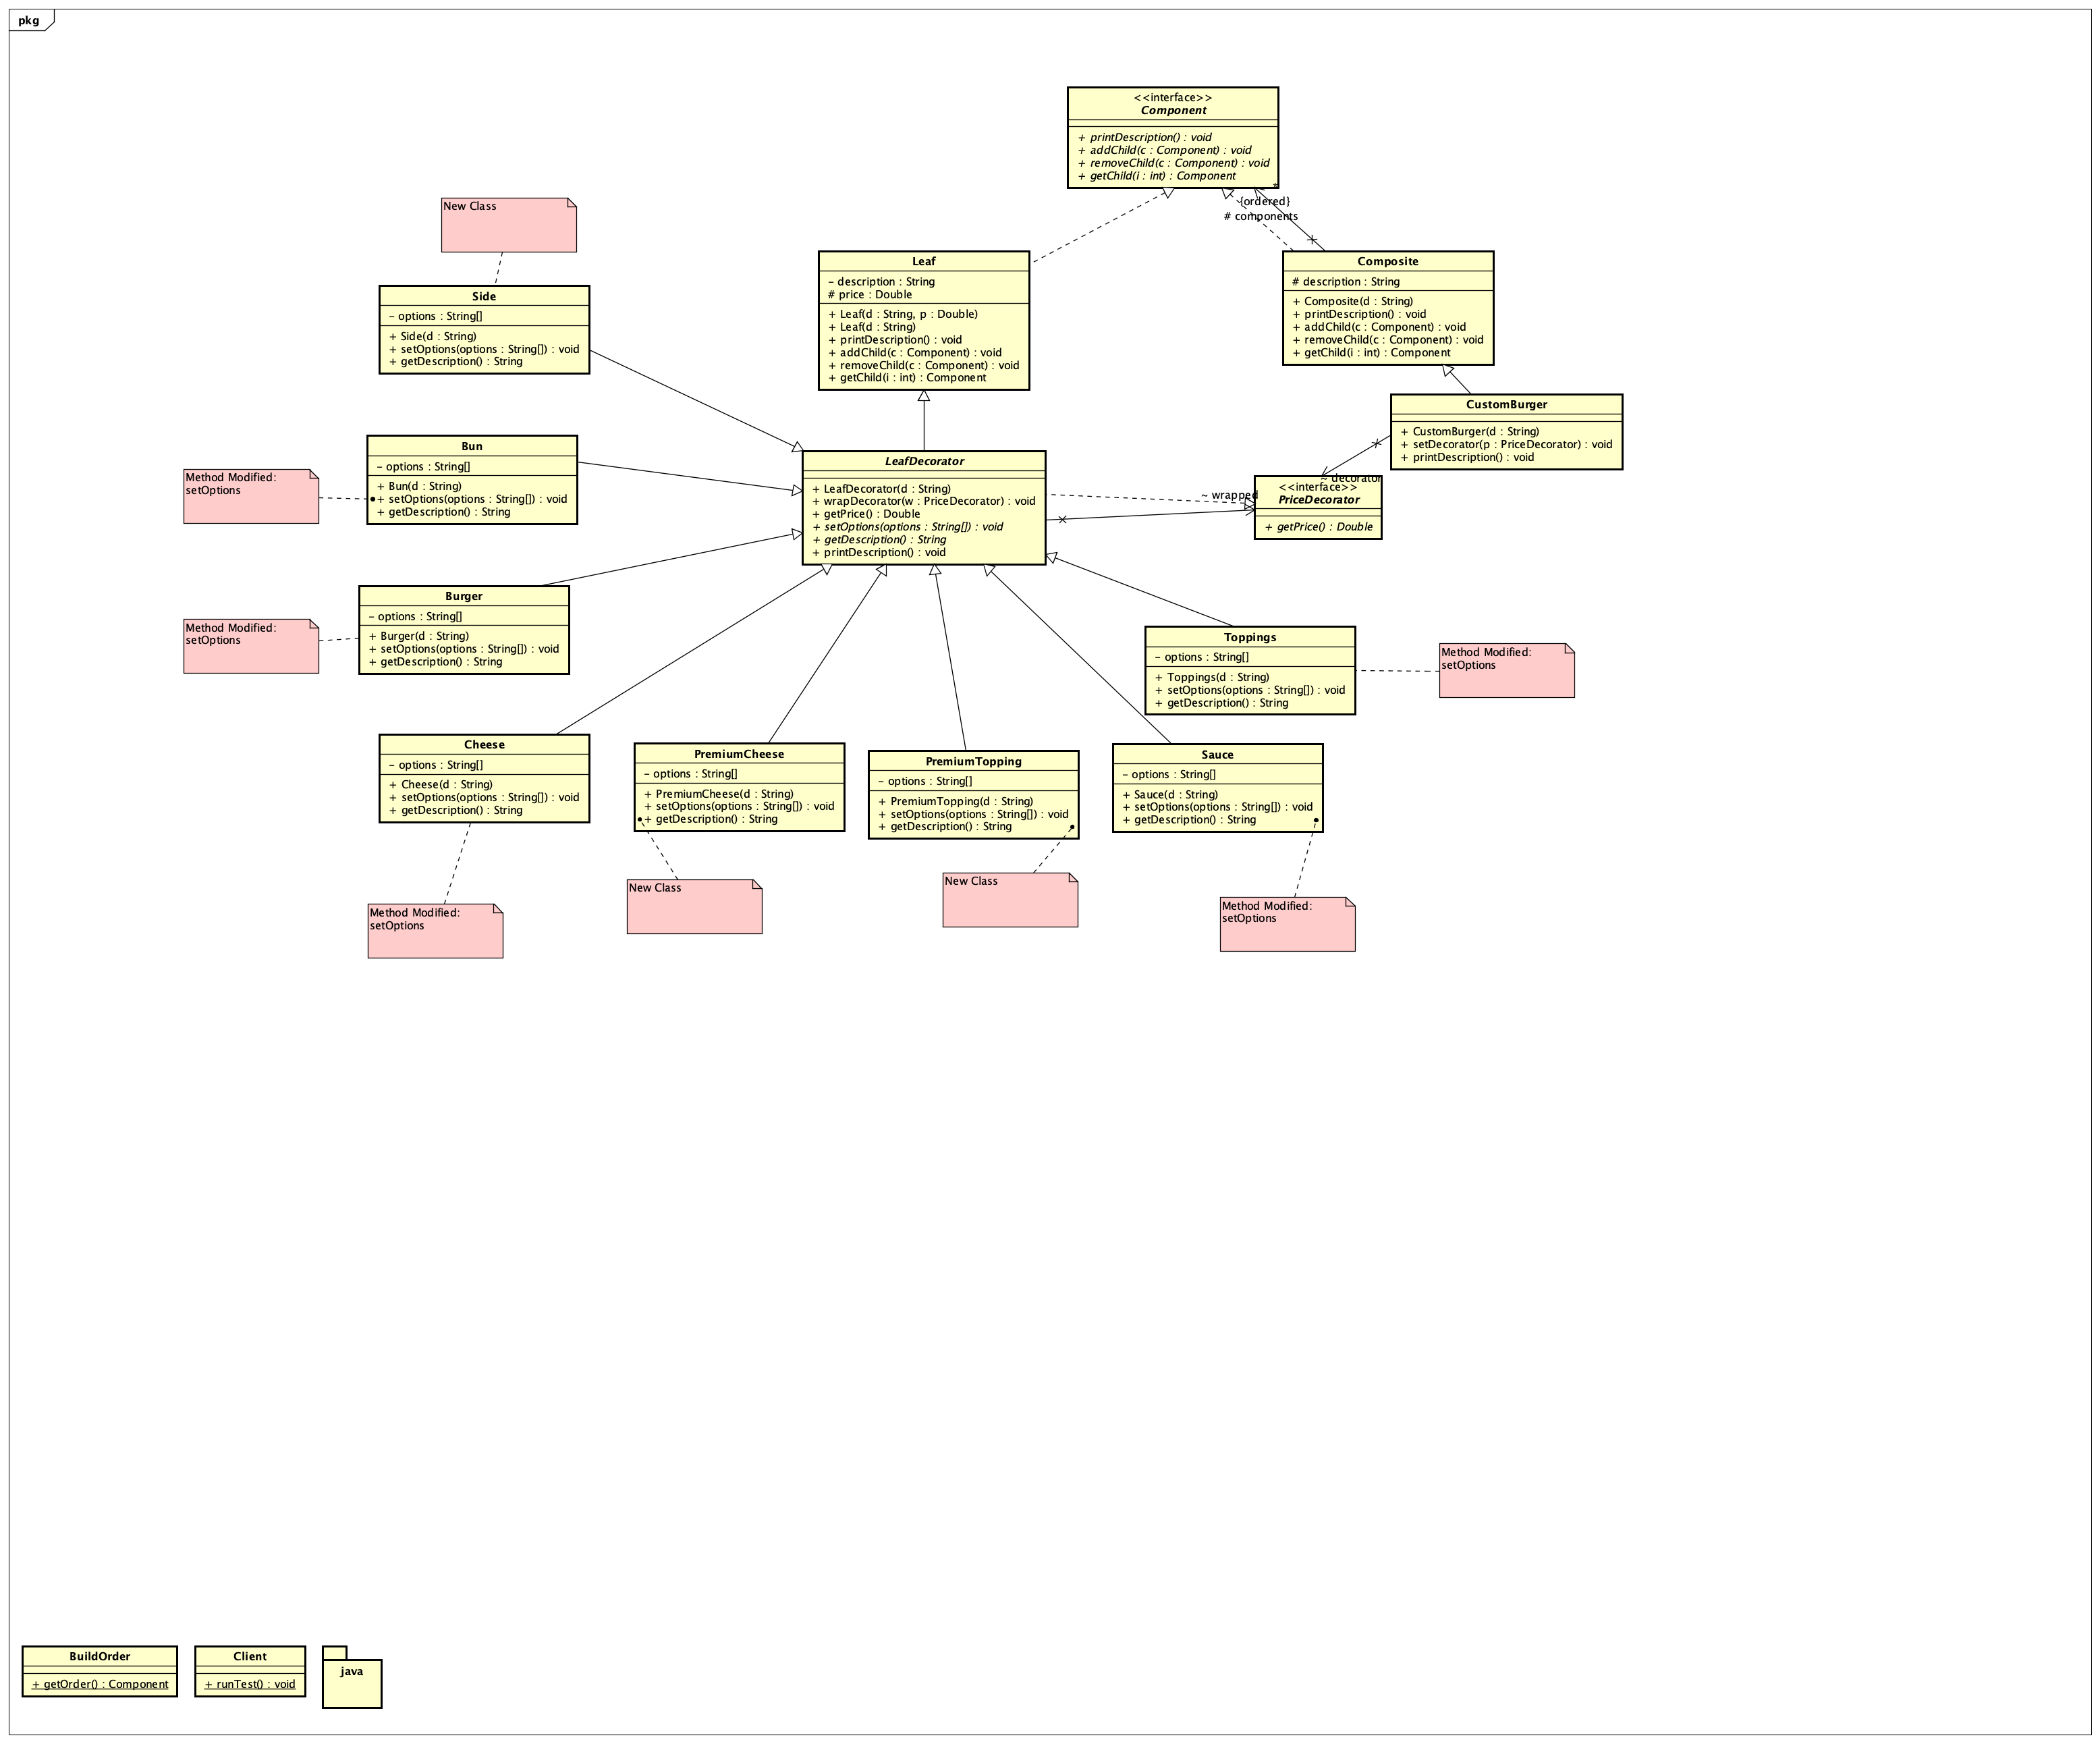 pkg
<<interface>>
Component
+ printDescription() : void
+ addChild(c : Component) : void
+ removeChild(c : Component) : void
+ getChild(i : int) : Component
*
{ordered}
# components
New Class
Leaf
– description : String
# price : Double
+ Leaf(d : String, p : Double)
+ Leaf(d : String)
+ printDescription() : void
+ addChild(c : Component) : void
+ removeChild(c : Component) : void
+ getChild(i : int) : Component
Composite
# description : String
+ Composite(d : String)
+ printDescription() : void
+ addChild(c : Component) : void
+ removeChild(c : Component) : void
+ getChild(i : int) : Component
Side
– options : String[]
+ Side(d : String)
+ setOptions(options : String[]) : void
+ getDescription() : String
CustomBurger
+ CustomBurger(d : String)
+ setDecorator(p : PriceDecorator) : void
+ printDescription() : void
Bun
– options : String[]
+ Bun(d : String)
+ setOptions(options : String[]) : void
+ getDescription() : String
Method Modified:
setOptions
LeafDecorator
+ LeafDecorator(d : String)
+ wrapDecorator(w : PriceDecorator) : void
+ getPrice() : Double
+ setOptions(options : String[]) : void
+ getDescription() : String
+ printDescription() : void
~ wrapped
~ decorator
<<interface>>
PriceDecorator
+ getPrice() : Double
Burger
– options : String[]
+ Burger(d : String)
+ setOptions(options : String[]) : void
+ getDescription() : String
Method Modified:
setOptions
Toppings
– options : String[]
+ Toppings(d : String)
+ setOptions(options : String[]) : void
+ getDescription() : String
Method Modified:
setOptions
Cheese
– options : String[]
+ Cheese(d : String)
+ setOptions(options : String[]) : void
+ getDescription() : String
PremiumCheese
– options : String[]
+ PremiumCheese(d : String)
+ setOptions(options : String[]) : void
+ getDescription() : String
PremiumTopping
– options : String[]
+ PremiumTopping(d : String)
+ setOptions(options : String[]) : void
+ getDescription() : String
Sauce
– options : String[]
+ Sauce(d : String)
+ setOptions(options : String[]) : void
+ getDescription() : String
Method Modified:
setOptions
New Class
New Class
Method Modified:
setOptions
BuildOrder
+ getOrder() : Component
Client
+ runTest() : void
java